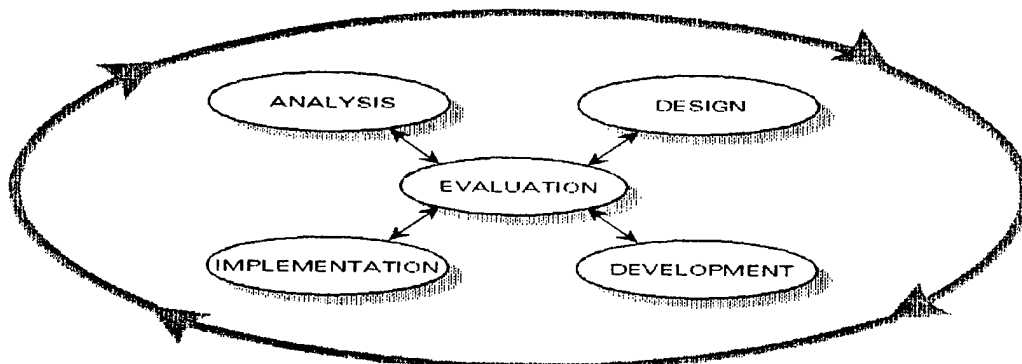 ANALYSIS
DESIGN
EVALUATION
IMPLEMENTATION
DEVELOPMENT